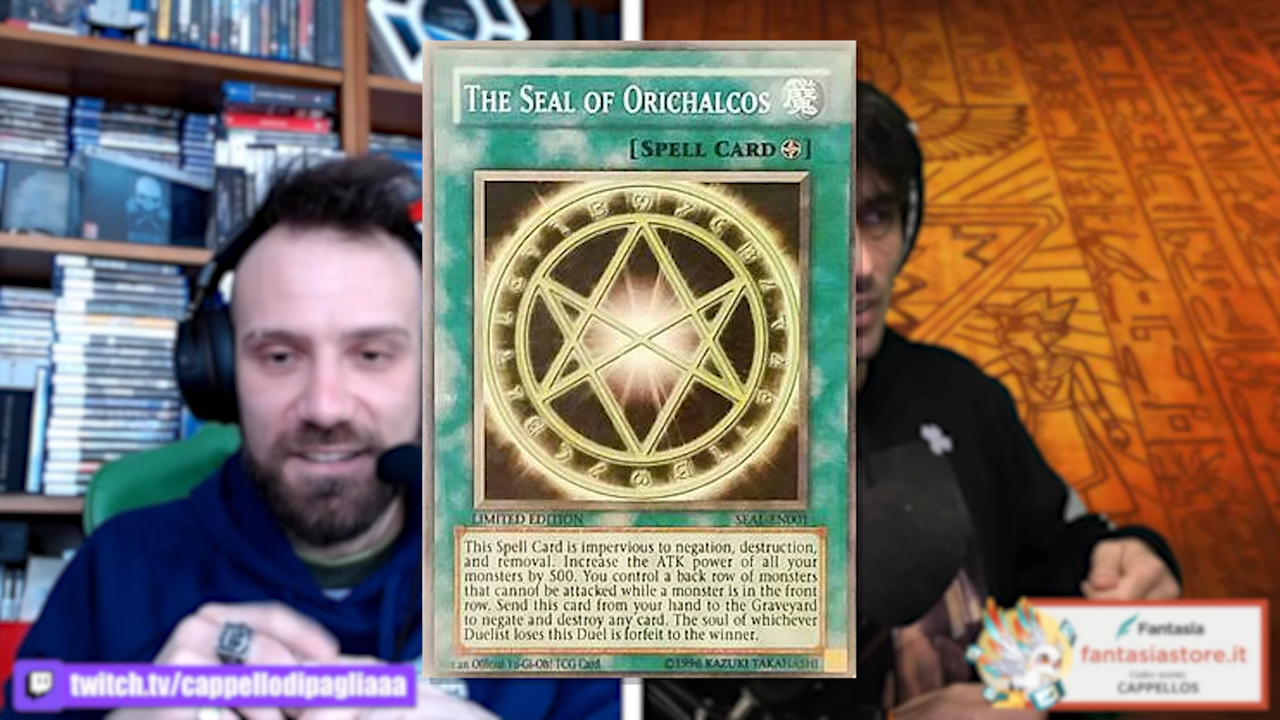 THE SEAL OF ORICHALCOS
[SPELL CARD]
LIMITED EDITION
SEAL-EN001
This Spell Card is impervious to negation, destruction,
and removal. Increase the ATK power of all your
monsters by 500. You control a back row of monsters
that cannot be attacked while a monster is in the front
row. Send this card from your hand to the Graveyard
to negate and destroy any card. The soul of whichever
Duelist loses this Duel is forfeit to the winner.
an Official Yu-Gi-Oh! TCG Card
©1996 KAZUKI TAKAHASHI
twitch.tv/cappellodipagliaaa
Fantasia
fantasiastore.it
Codice sconto
CAPPELLOS